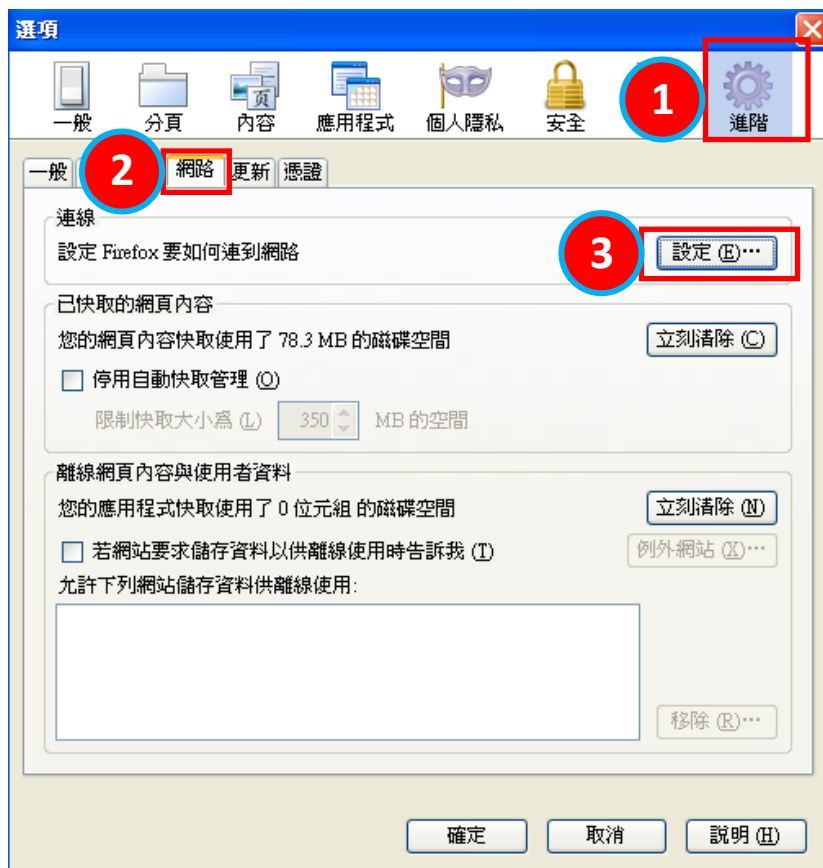 選項
一般 分頁 內容 應用程式 個人隱私 安全 1 進階
一般 2 網路 更新 憑證
連線
設定 Firefox 要如何連到網路 3 設定 (E)…
已快取的網頁內容
您的網頁內容快取使用了 78.3 MB 的磁碟空間 立刻清除 (C)
停用自動快取管理 (O)
限制快取大小為 (L) 350 MB 的空間
離線網頁內容與使用者資料
您的應用程式快取使用了 0 位元組 的磁碟空間 立刻清除 (N)
若網站要求儲存資料以供離線使用時告訴我 (T) 例外網站 (X)…
允許下列網站儲存資料供離線使用:
移除 (R)…
確定 取消 說明 (H)